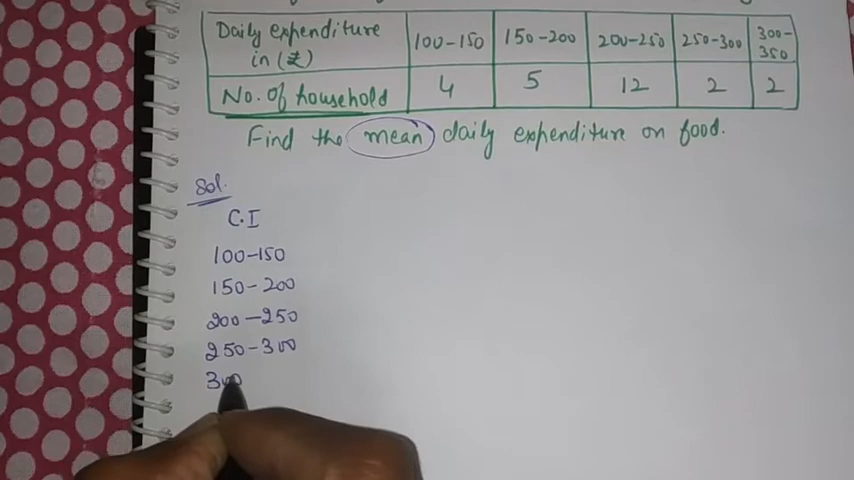 Daily expenditure in (₹) 100-150 150-200 200-250 250-300 300-350
No. of household 4 5 12 2 2
Find the mean daily expenditure on food.
Sol.
C.I
100-150
150-200
200-250
250-300
300